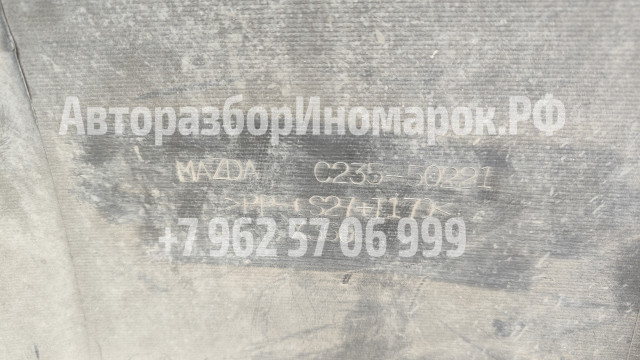 АвторазборИномарок.РФ
MAZDA C235-50221
+7 962 57 06 999